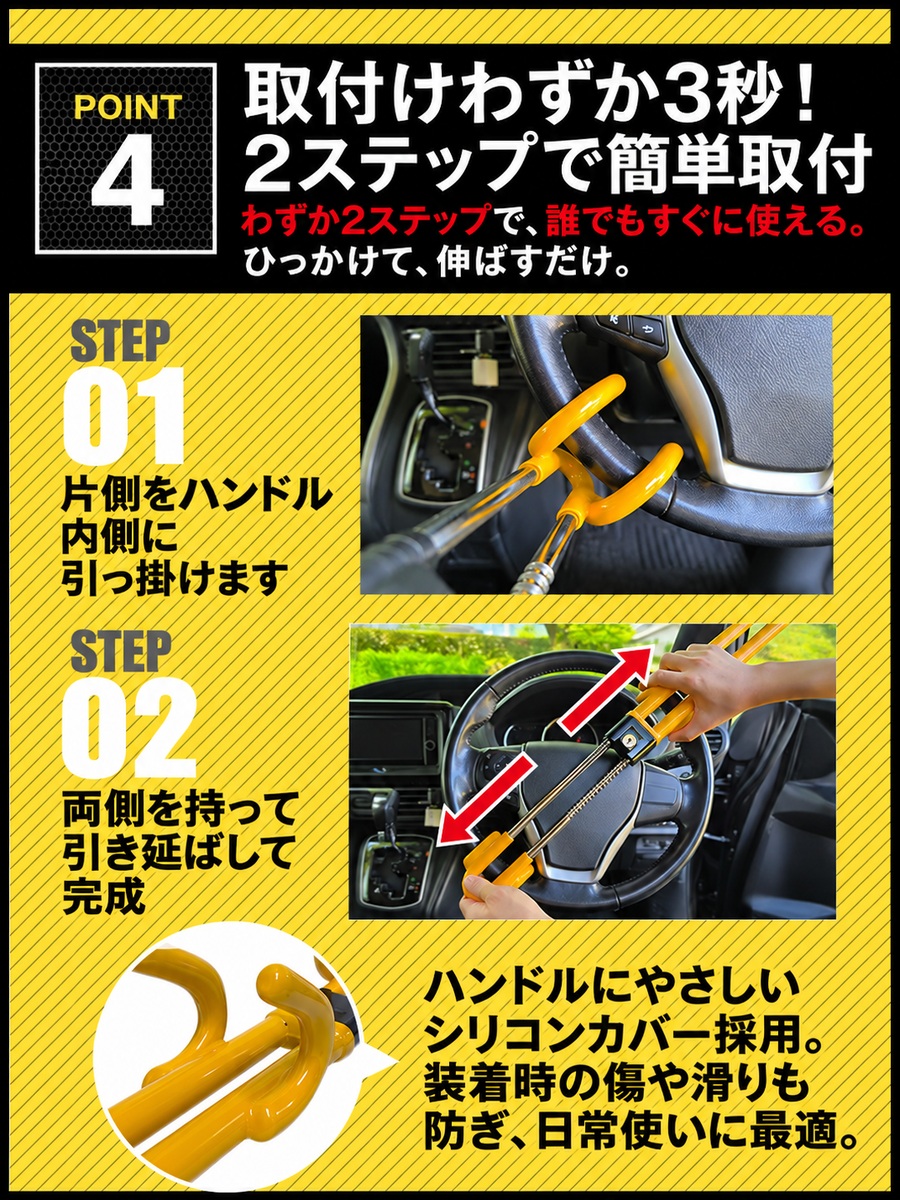 POINT
4
取付けわずか3秒！
2ステップで簡単取付
わずか2ステップで、誰でもすぐに使える。
ひっかけて、伸ばすだけ。
STEP
01
片側をハンドル
内側に
引っ掛けます
STEP
02
両側を持って
引き延ばして
完成
ハンドルにやさしい
シリコンカバー採用。
装着時の傷や滑りも
防ぎ、日常使いに最適。